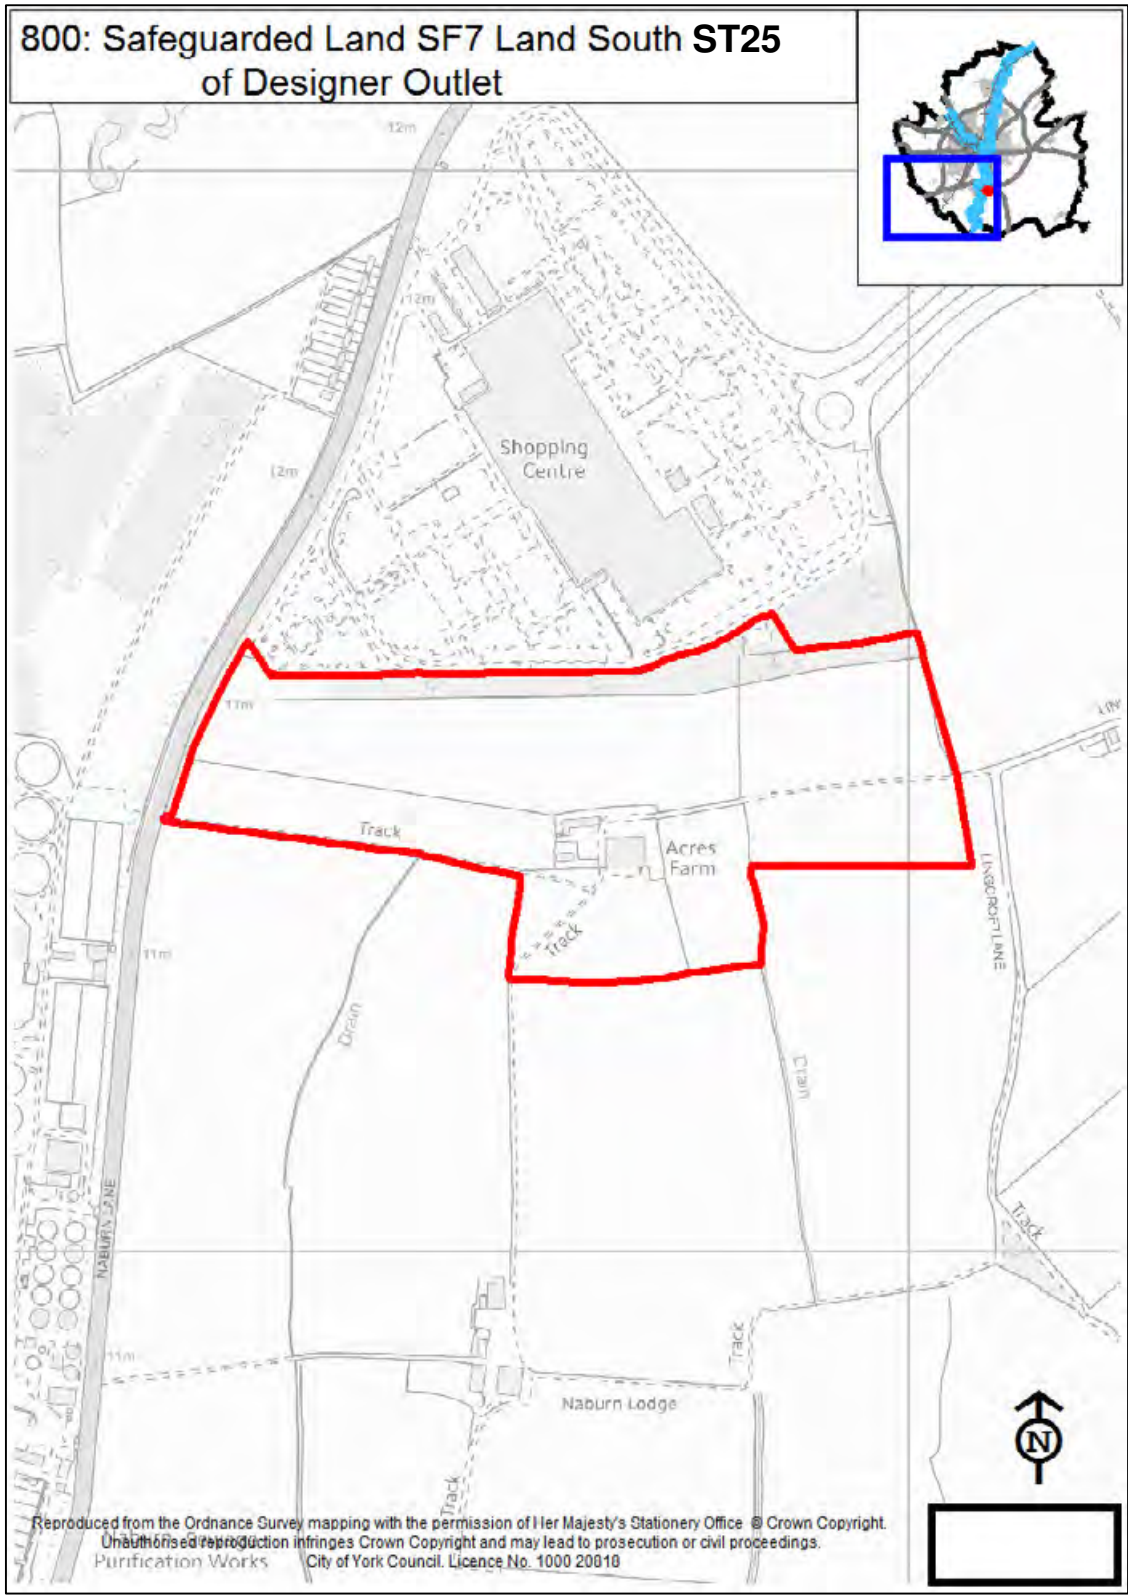 800: Safeguarded Land SF7 Land South ST25
of Designer Outlet
12m
12m
Shopping
Centre
12m
11m
Track
Acres
Farm
Track
LINGCROFT LANE
11m
Drain
Drain
NABURN LANE
Track
Track
11m
Naburn Lodge
N
Track
Reproduced from the Ordnance Survey mapping with the permission of Her Majesty's Stationery Office © Crown Copyright.
Unauthorised reproduction infringes Crown Copyright and may lead to prosecution or civil proceedings.
Naburn Sewage
Purification Works
City of York Council. Licence No. 1000 20818